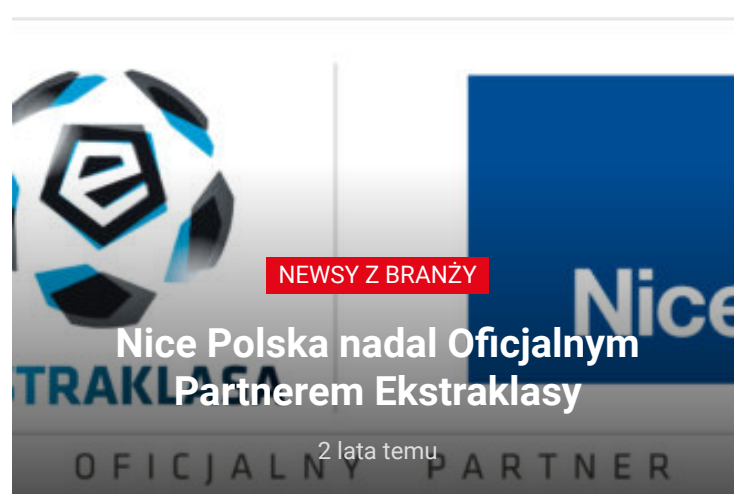 Nice
NEWSY Z BRANŻY
Nice Polska nadal Oficjalnym
Partnerem Ekstraklasy
STRAKLASA
2 lata temu
OFICJALNY PARTNER